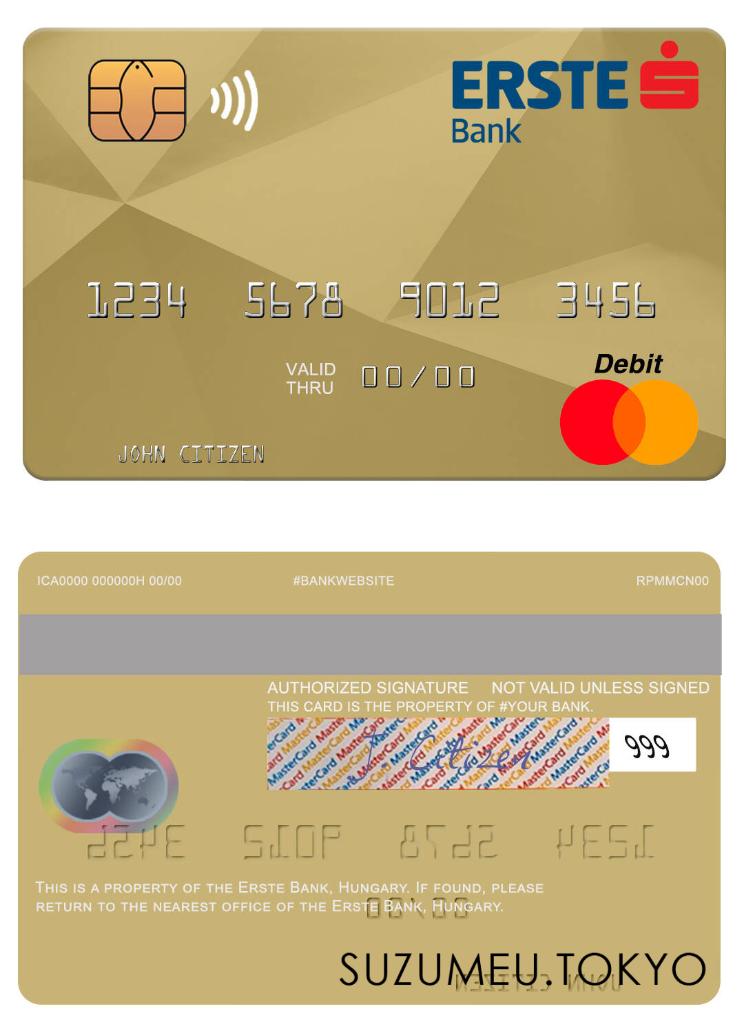 ERSTE
Bank
1234 5678 9012 3456
VALID
THRU
00/00
Debit
JOHN CITIZEN
ICA0000 000000H 00/00 #BANKWEBSITE RPMMCN00
AUTHORIZED SIGNATURE NOT VALID UNLESS SIGNED
THIS CARD IS THE PROPERTY OF #YOUR BANK.
MasterCard
J. citizen
999
THIS IS A PROPERTY OF THE ERSTE BANK, HUNGARY. IF FOUND, PLEASE
RETURN TO THE NEAREST OFFICE OF THE ERSTE BANK, HUNGARY.
SUZUMEU.TOKYO